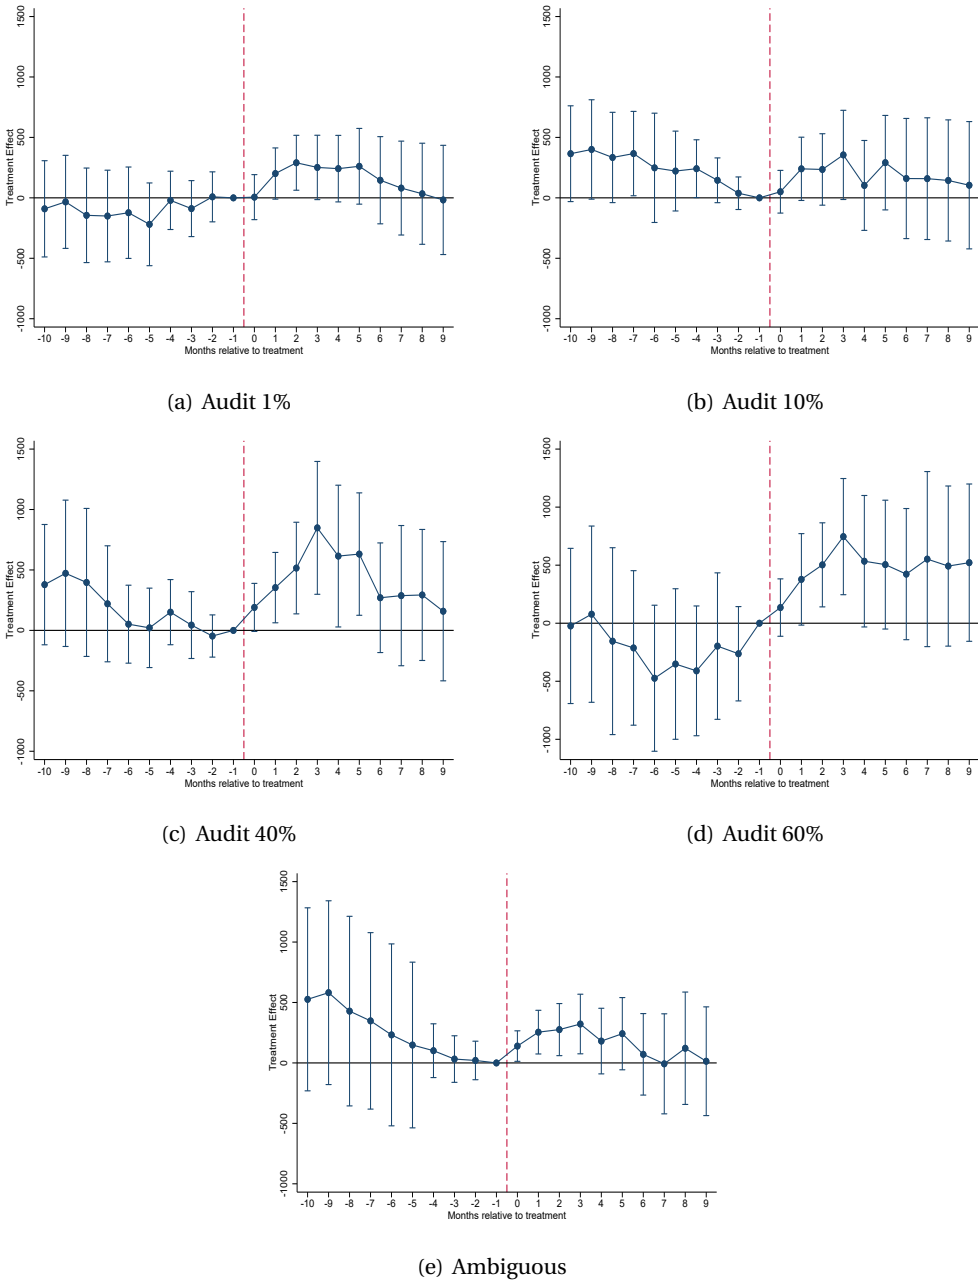 1500
1000
500
0
-500
-1000
Treatment Effect
-10 -9 -8 -7 -6 -5 -4 -3 -2 -1 0 1 2 3 4 5 6 7 8 9
Months relative to treatment
(a) Audit 1%
1500
1000
500
0
-500
-1000
Treatment Effect
-10 -9 -8 -7 -6 -5 -4 -3 -2 -1 0 1 2 3 4 5 6 7 8 9
Months relative to treatment
(b) Audit 10%
1500
1000
500
0
-500
-1000
Treatment Effect
-10 -9 -8 -7 -6 -5 -4 -3 -2 -1 0 1 2 3 4 5 6 7 8 9
Months relative to treatment
(c) Audit 40%
1500
1000
500
0
-500
-1000
Treatment Effect
-10 -9 -8 -7 -6 -5 -4 -3 -2 -1 0 1 2 3 4 5 6 7 8 9
Months relative to treatment
(d) Audit 60%
1500
1000
500
0
-500
-1000
Treatment Effect
-10 -9 -8 -7 -6 -5 -4 -3 -2 -1 0 1 2 3 4 5 6 7 8 9
Months relative to treatment
(e) Ambiguous